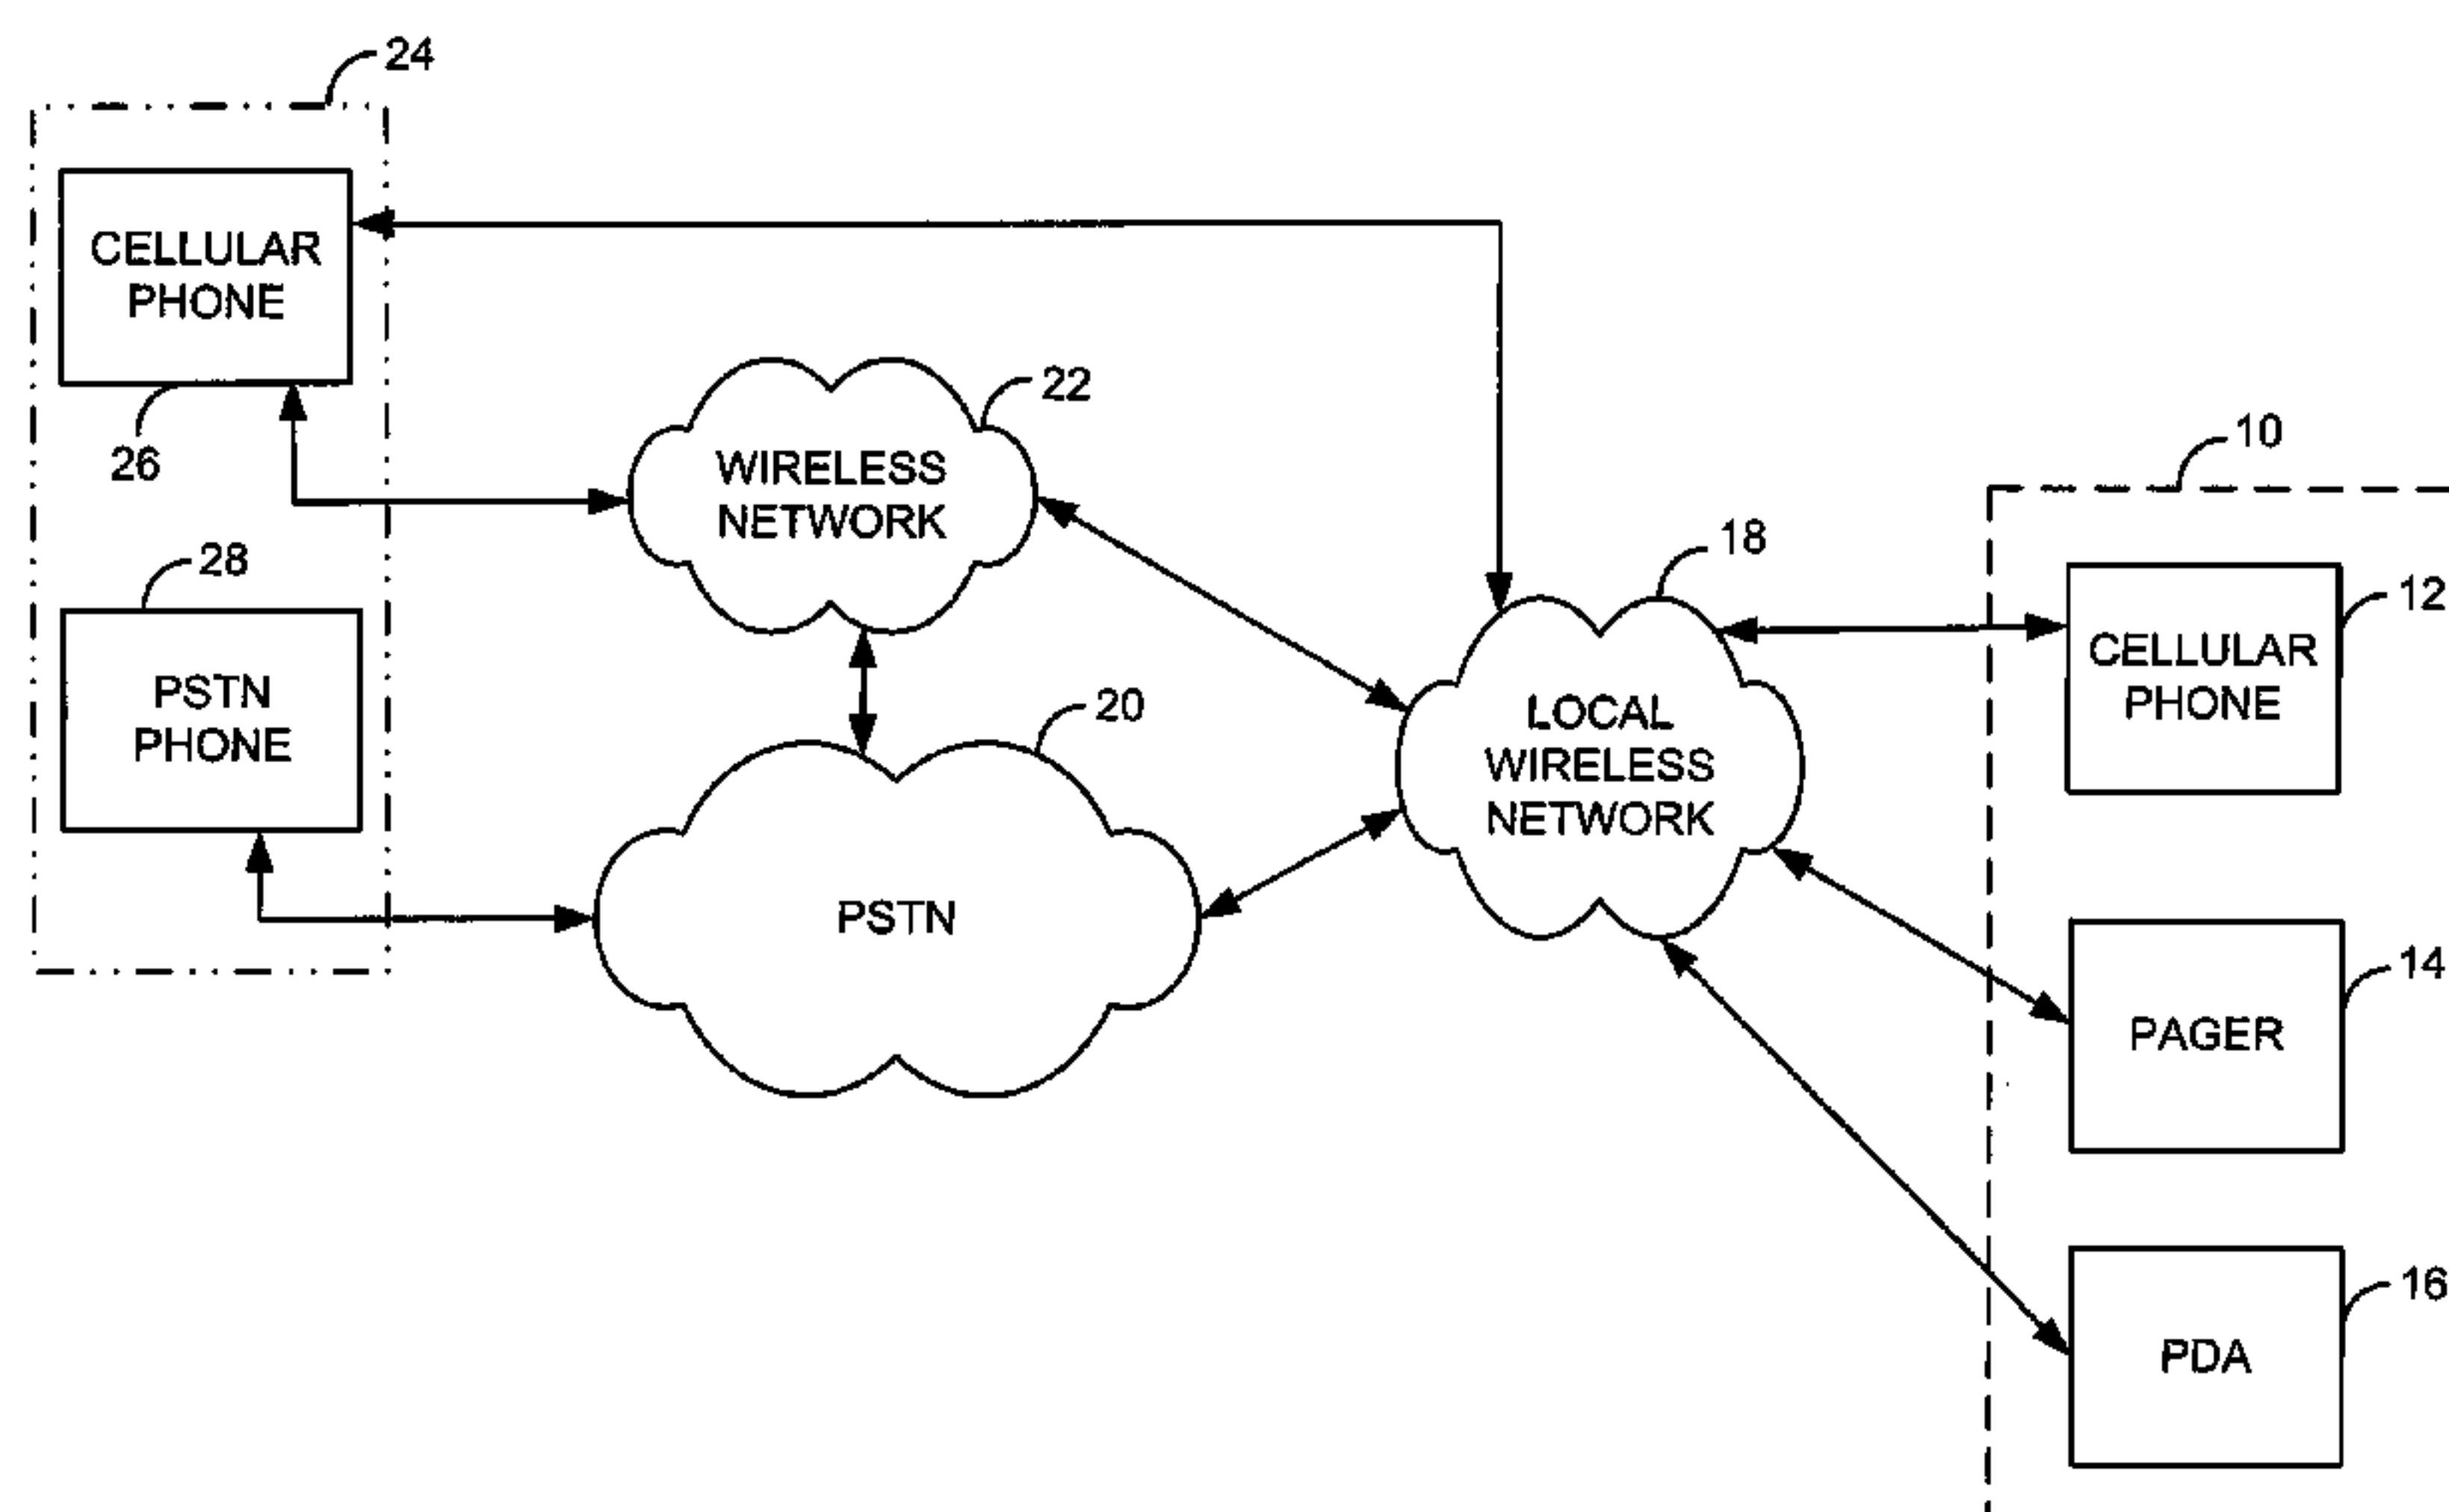 24
CELLULAR
PHONE
26
22
WIRELESS
NETWORK
28
PSTN
PHONE
20
PSTN
18
LOCAL
WIRELESS
NETWORK
10
12
CELLULAR
PHONE
14
PAGER
16
PDA